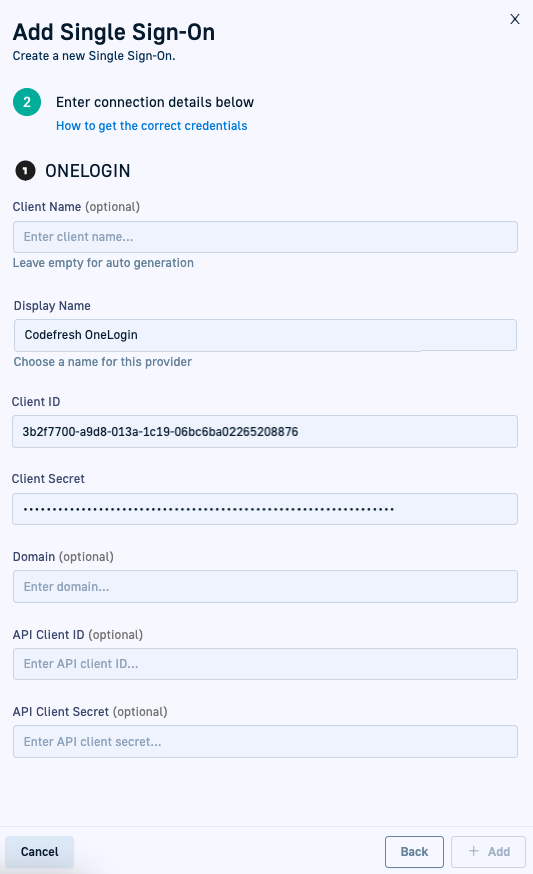 Add Single Sign-On
Create a new Single Sign-On.
2 Enter connection details below
How to get the correct credentials
1 ONELOGIN
Client Name (optional)
Enter client name...
Leave empty for auto generation
Display Name
Codefresh OneLogin
Choose a name for this provider
Client ID
3b2f7700-a9d8-013a-1c19-06bc6ba02265208876
Client Secret
Domain (optional)
Enter domain...
API Client ID (optional)
Enter API client ID...
API Client Secret (optional)
Enter API client secret...
Cancel Back + Add